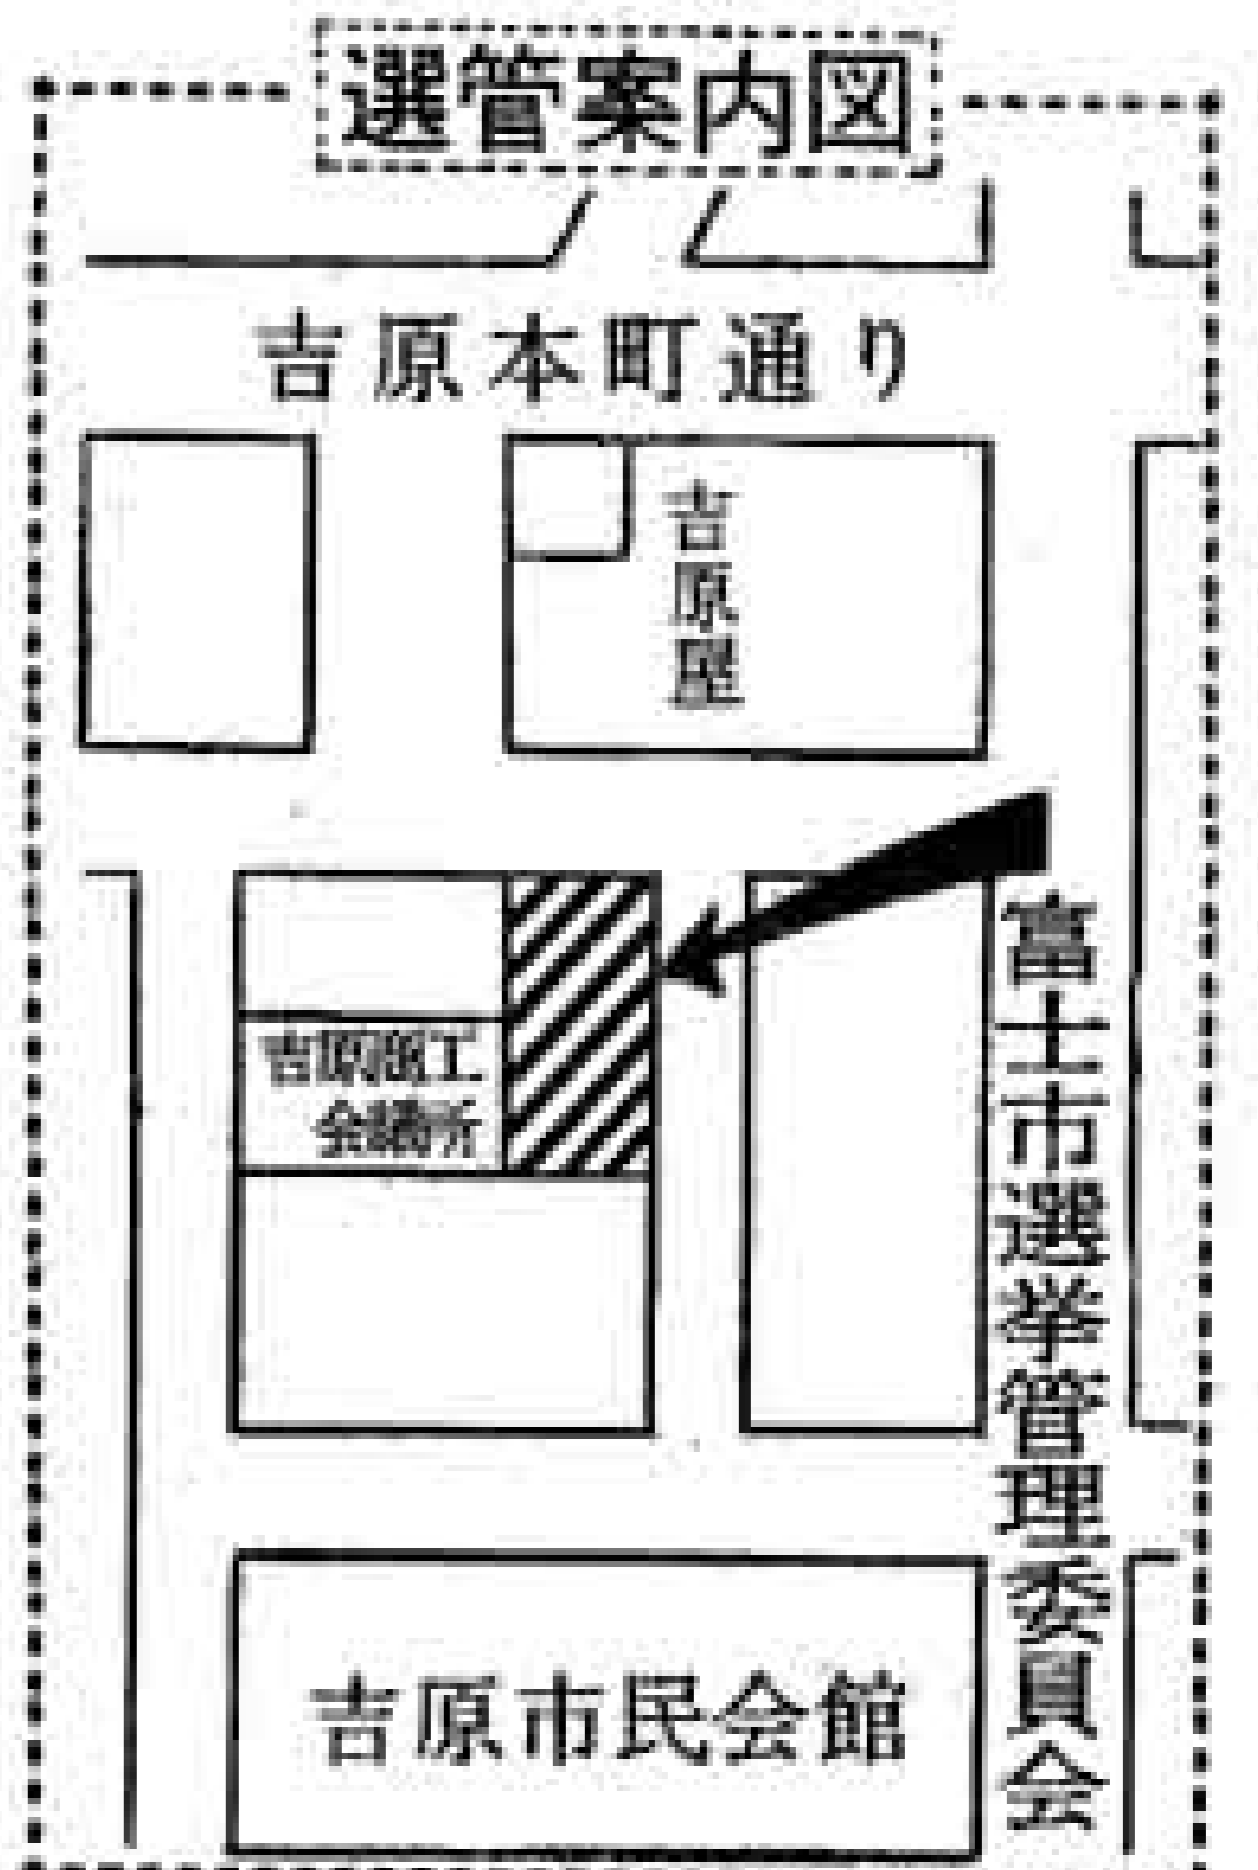 選管案内図
吉原本町通り
吉原屋
吉原商工
会議所
富士市選挙管理委員会
吉原市民会館